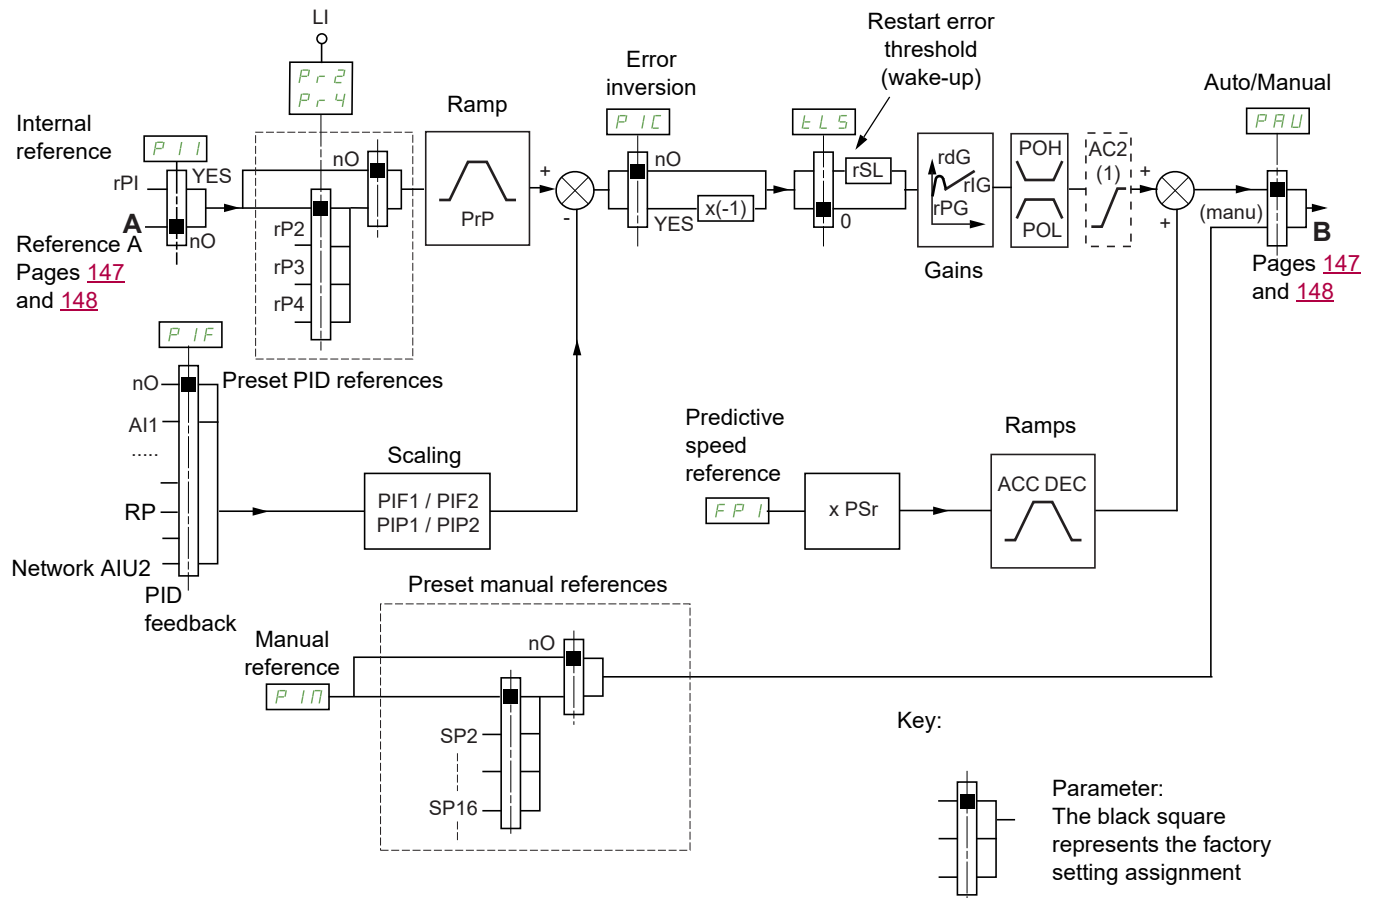 LI
Pr2
Pr4
Restart error
threshold
(wake-up)
Error
inversion
Auto/Manual
Ramp
Internal
reference
PII
YES
rPI
A
nO
Reference A
Pages 147
and 148
nO
rP2
rP3
rP4
Preset PID references
PrP
+
-
PIC
nO
YES
x(-1)
tLS
rSL
0
rdG
rIG
rPG
Gains
POH
POL
AC2
(1)
+
+
PAU
(manu)
B
Pages 147
and 148
PIF
nO
AI1
.....
RP
Network AIU2
PID
feedback
Scaling
PIF1 / PIF2
PIP1 / PIP2
Predictive
speed
reference
FPI
x PSr
Ramps
ACC DEC
Preset manual references
Manual
reference
PIM
nO
SP2
SP16
Key:
Parameter:
The black square
represents the factory
setting assignment